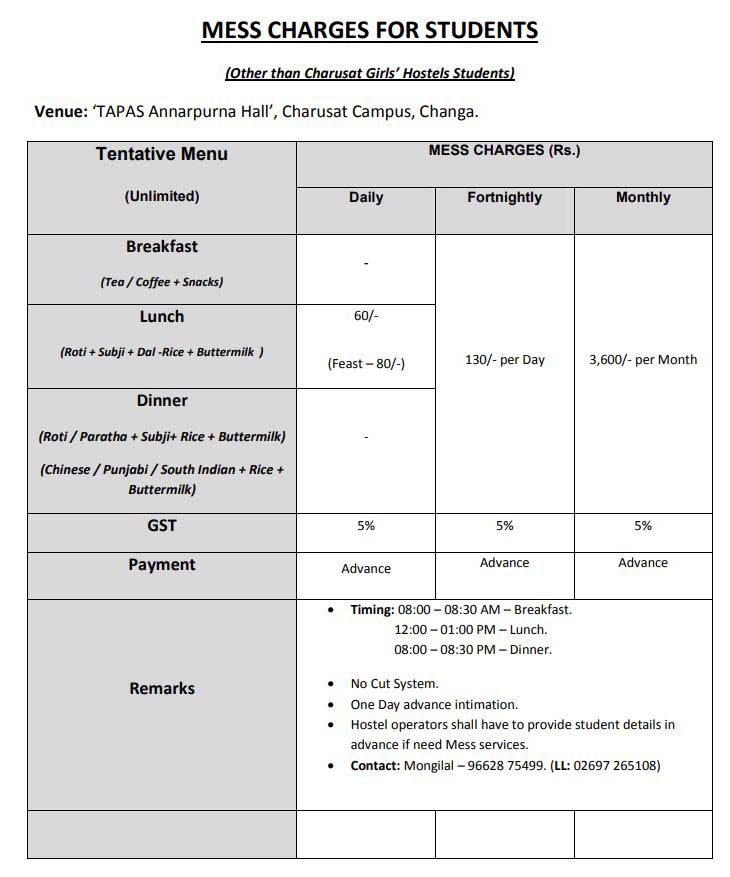 MESS CHARGES FOR STUDENTS
(Other than Charusat Girls’ Hostels Students)
Venue: ‘TAPAS Annarpurna Hall’, Charusat Campus, Changa.
Tentative Menu
(Unlimited)
MESS CHARGES (Rs.)
Daily
Fortnightly
Monthly
Breakfast
(Tea / Coffee + Snacks)
-
Lunch
(Roti + Subji + Dal -Rice + Buttermilk )
60/-
(Feast – 80/-)
130/- per Day
3,600/- per Month
Dinner
(Roti / Paratha + Subji+ Rice + Buttermilk)
(Chinese / Punjabi / South Indian + Rice +
Buttermilk)
-
GST
5%
5%
5%
Payment
Advance
Advance
Advance
Remarks
• Timing: 08:00 – 08:30 AM – Breakfast.
12:00 – 01:00 PM – Lunch.
08:00 – 08:30 PM – Dinner.
• No Cut System.
• One Day advance intimation.
• Hostel operators shall have to provide student details in
advance if need Mess services.
• Contact: Mongilal – 96628 75499. (LL: 02697 265108)